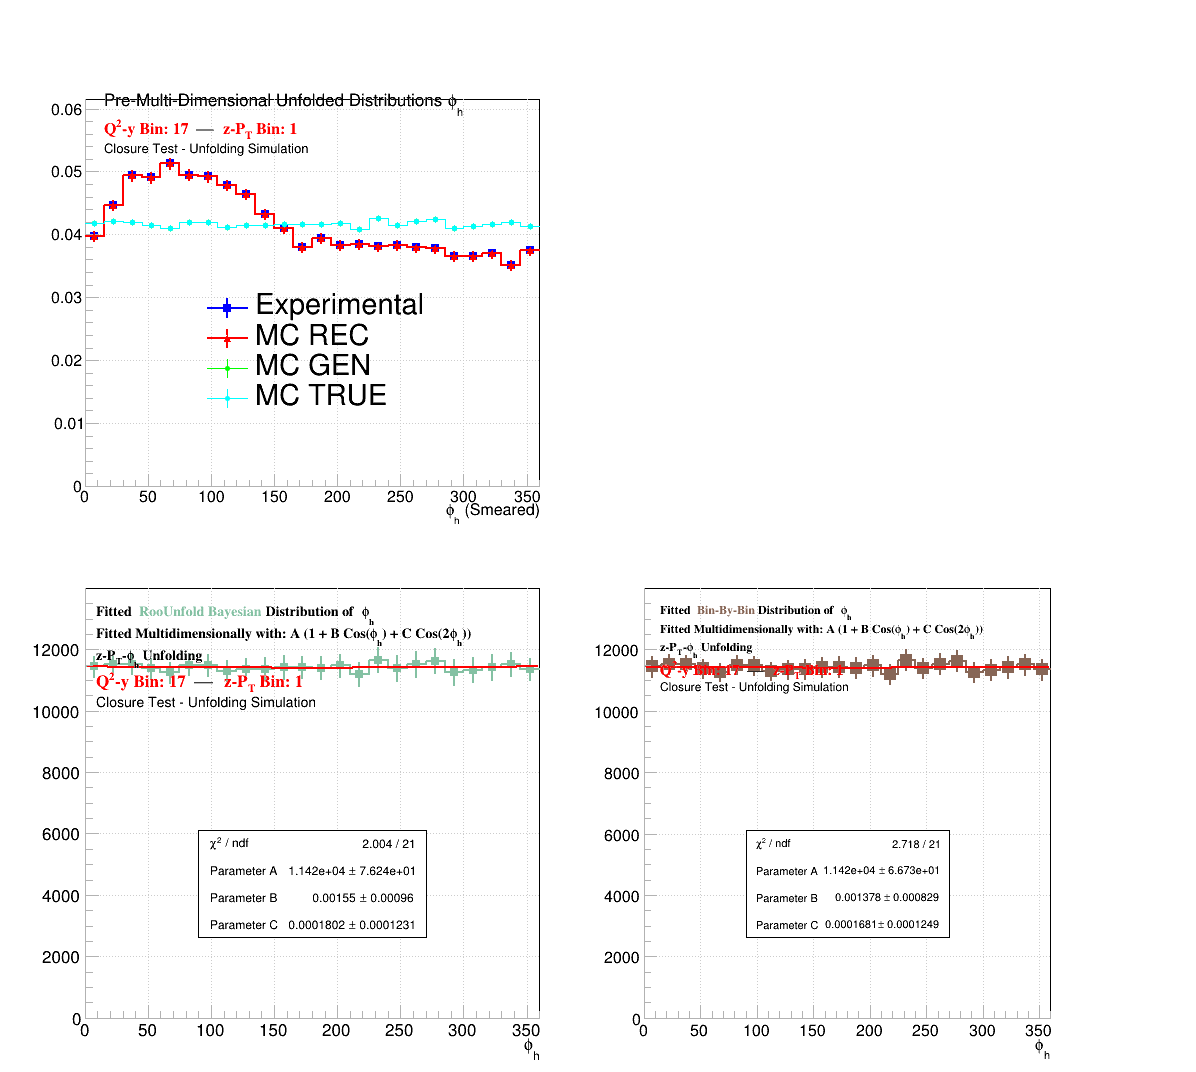 Pre-Multi-Dimensional Unfolded Distributions ϕh
Q²-y Bin: 17 — z-PT Bin: 1
Closure Test - Unfolding Simulation
0.06
0.05
0.04
0.03
0.02
0.01
0
Experimental
MC REC
MC GEN
MC TRUE
0 50 100 150 200 250 300 350
ϕh (Smeared)
Fitted RooUnfold Bayesian Distribution of ϕh
Fitted Multidimensionally with: A (1 + B Cos(ϕh) + C Cos(2ϕh))
z-PT-ϕh Unfolding
Q²-y Bin: 17 — z-PT Bin: 1
Closure Test - Unfolding Simulation
12000
10000
8000
6000
4000
2000
0
χ² / ndf 2.004 / 21
Parameter A 1.142e+04 ± 7.624e+01
Parameter B 0.00155 ± 0.00096
Parameter C 0.0001802 ± 0.0001231
0 50 100 150 200 250 300 350
ϕh
Fitted Bin-By-Bin Distribution of ϕh
Fitted Multidimensionally with: A (1 + B Cos(ϕh) + C Cos(2ϕh))
z-PT-ϕh Unfolding
Q²-y Bin: 17 — z-PT Bin: 1
Closure Test - Unfolding Simulation
12000
10000
8000
6000
4000
2000
0
χ² / ndf 2.718 / 21
Parameter A 1.142e+04 ± 6.673e+01
Parameter B 0.001378 ± 0.000829
Parameter C 0.0001681 ± 0.0001249
0 50 100 150 200 250 300 350
ϕh